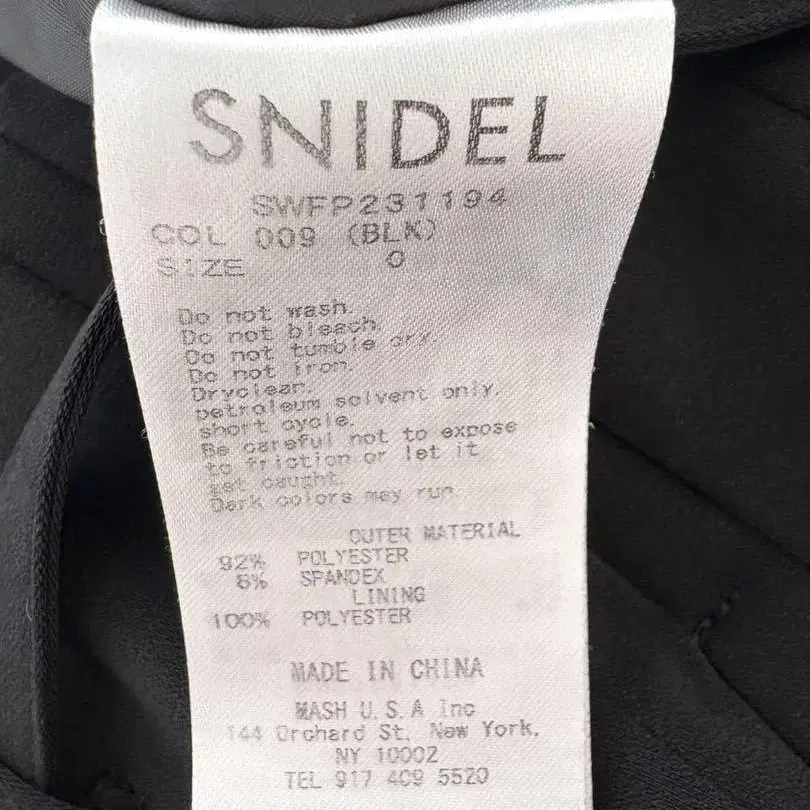 SNIDEL
SWFP231194
COL 009 (BLK)
SIZE 0
Do not wash.
Do not bleach.
Do not tumble dry.
Do not iron.
Dryclean.
petroleum solvent only,
short cycle.
Be careful not to expose
to friction or let it
get caught.
Dark colors may run.
OUTER MATERIAL
92% POLYESTER
8% SPANDEX
LINING
100% POLYESTER
MADE IN CHINA
MASH U.S.A Inc
144 Orchard St, New York,
NY 10002
TEL 917 409 5520